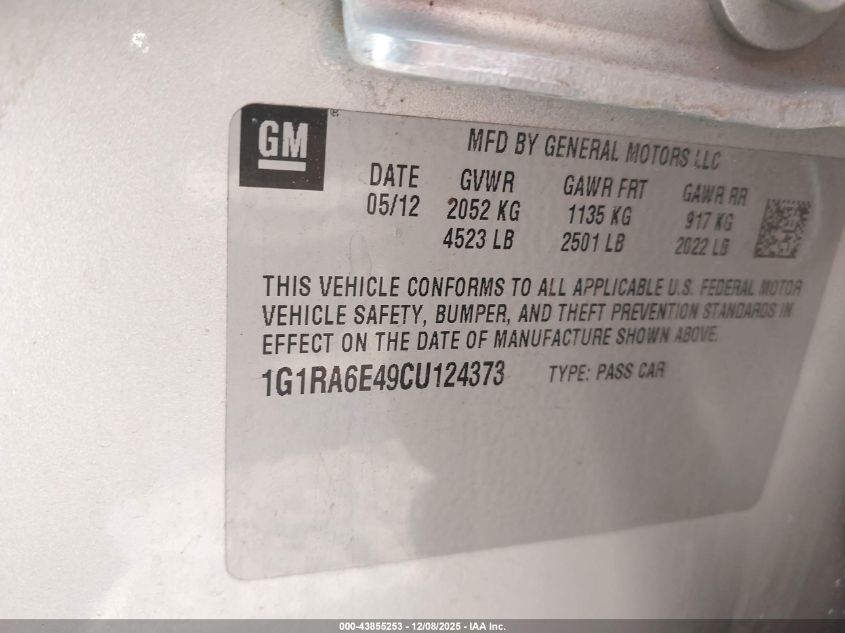 GM
MFD BY GENERAL MOTORS LLC
DATE GVWR GAWR FRT GAWR RR
05/12 2052 KG 1135 KG 917 KG
4523 LB 2501 LB 2022 LB
THIS VEHICLE CONFORMS TO ALL APPLICABLE U.S. FEDERAL MOTOR
VEHICLE SAFETY, BUMPER, AND THEFT PREVENTION STANDARDS IN
EFFECT ON THE DATE OF MANUFACTURE SHOWN ABOVE.
1G1RA6E49CU124373 TYPE: PASS CAR
000-43855253 - 12/08/2025 - IAA Inc.